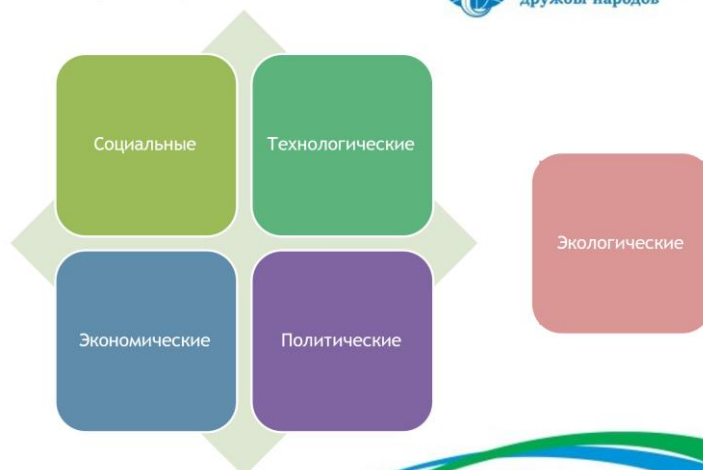 дружбы народов
Социальные
Технологические
Экологические
Экономические
Политические